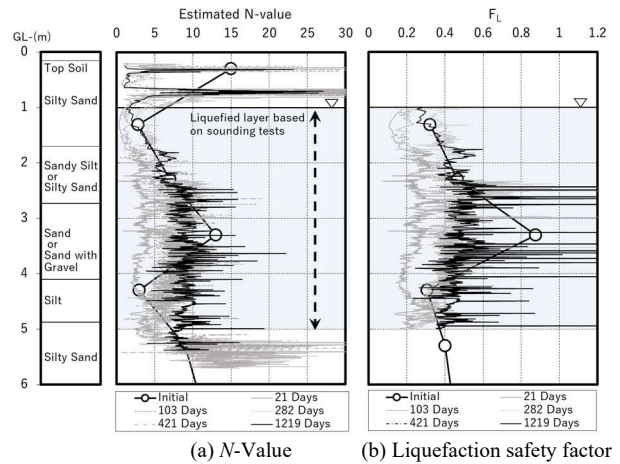 Estimated N-value
F_L
GL-(m)
0 5 10 15 20 25 30
0 0.2 0.4 0.6 0.8 1 1.2
0
1
2
3
4
5
6
Top Soil
Silty Sand
Sandy Silt
or
Silty Sand
Sand
or
Sand with
Gravel
Silt
Silty Sand
Liquefied layer based
on sounding tests
Initial 21 Days
103 Days 282 Days
421 Days 1219 Days
Initial 21 Days
103 Days 282 Days
421 Days 1219 Days
(a) N-Value (b) Liquefaction safety factor